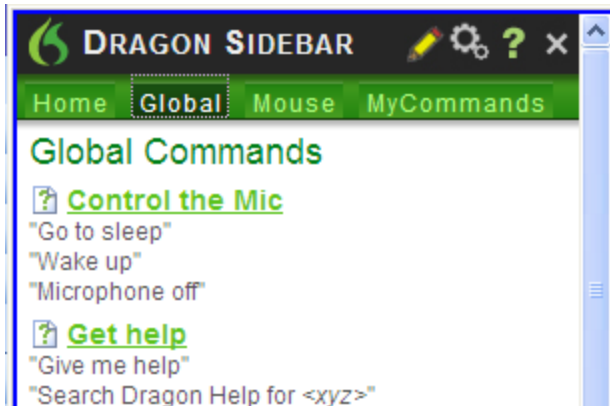 DRAGON SIDEBAR ?
Home Global Mouse MyCommands
Global Commands
? Control the Mic
"Go to sleep"
"Wake up"
"Microphone off"
? Get help
"Give me help"
"Search Dragon Help for <xyz>"